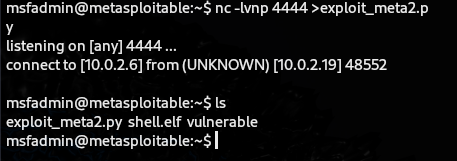 msfadmin@metasploitable:~$ nc -lvnp 4444 >exploit_meta2.p
y
listening on [any] 4444 ...
connect to [10.0.2.6] from (UNKNOWN) [10.0.2.19] 48552
msfadmin@metasploitable:~$ ls
exploit_meta2.py shell.elf vulnerable
msfadmin@metasploitable:~$